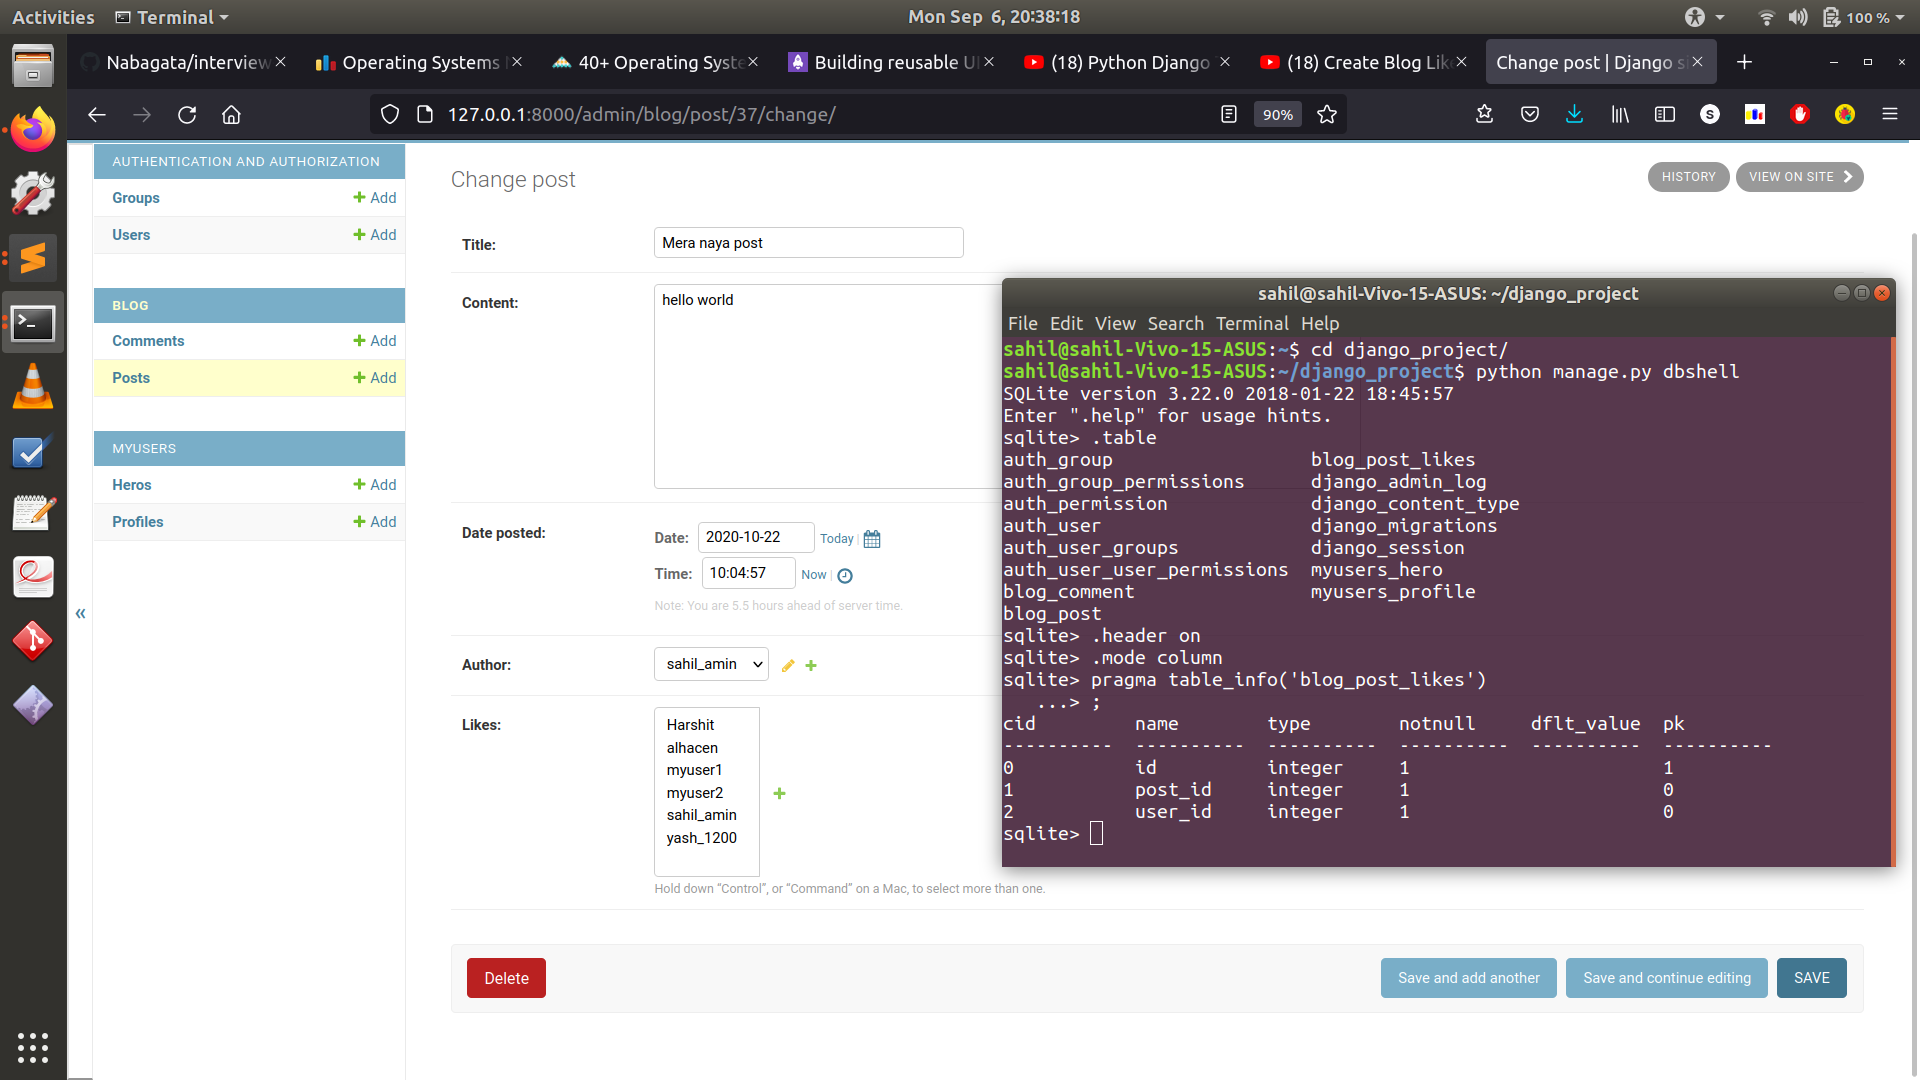 Activities
Terminal
Mon Sep 6, 20:38:18
100 %
Nabagata/interview
Operating Systems
40+ Operating Syste
Building reusable UI
(18) Python Django
(18) Create Blog Like
Change post | Django s
127.0.0.1:8000/admin/blog/post/37/change/
90%
AUTHENTICATION AND AUTHORIZATION
Groups
Add
Users
Add
BLOG
Comments
Add
Posts
Add
MYUSERS
Heros
Add
Profiles
Add
«
Change post
HISTORY
VIEW ON SITE
Title:
Mera naya post
Content:
hello world
Date posted:
Date:
2020-10-22
Today
Time:
10:04:57
Now
Note: You are 5.5 hours ahead of server time.
Author:
sahil_amin
Likes:
Harshit
alhacen
myuser1
myuser2
sahil_amin
yash_1200
Hold down “Control”, or “Command” on a Mac, to select more than one.
Delete
Save and add another
Save and continue editing
SAVE
sahil@sahil-Vivo-15-ASUS: ~/django_project
File Edit View Search Terminal Help
sahil@sahil-Vivo-15-ASUS:~$ cd django_project/
sahil@sahil-Vivo-15-ASUS:~/django_project$ python manage.py dbshell
SQLite version 3.22.0 2018-01-22 18:45:57
Enter ".help" for usage hints.
sqlite> .table
auth_group blog_post_likes
auth_group_permissions django_admin_log
auth_permission django_content_type
auth_user django_migrations
auth_user_groups django_session
auth_user_user_permissions myusers_hero
blog_comment myusers_profile
blog_post
sqlite> .header on
sqlite> .mode column
sqlite> pragma table_info('blog_post_likes')
...> ;
cid name type notnull dflt_value pk
---------- ---------- ---------- ---------- ---------- ----------
0 id integer 1 1
1 post_id integer 1 0
2 user_id integer 1 0
sqlite>